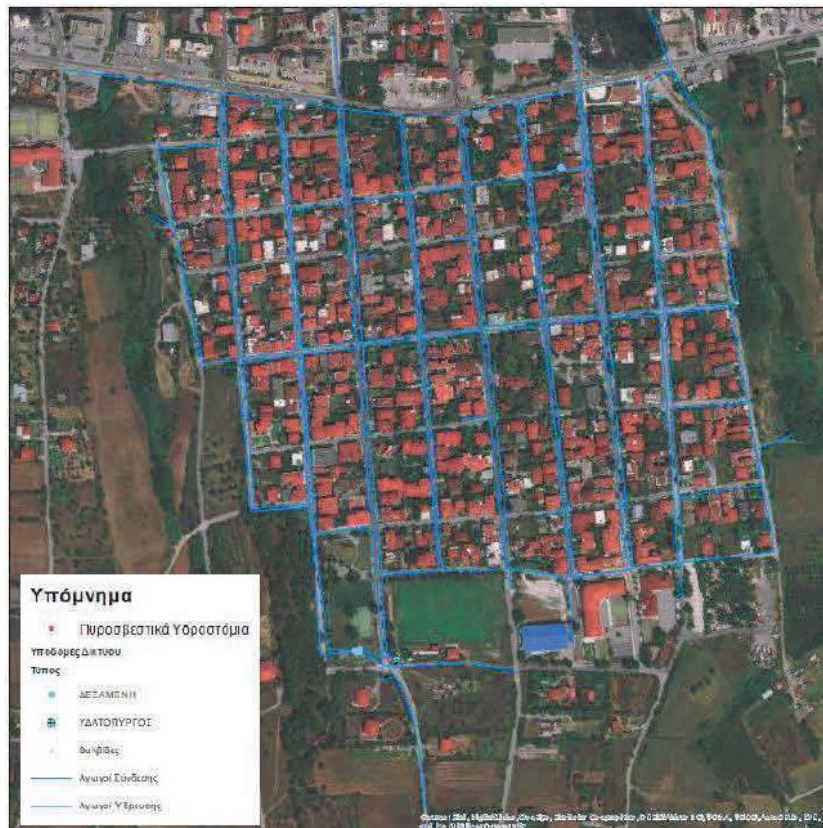 Υπόμνημα
Πυροσβεστικά Υδροστόμια
Υποδομές Δικτύου
Τύπος
ΔΕΞΑΜΕΝΗ
ΥΔΑΤΟΠΥΡΓΟΣ
Βαλβίδες
Αγωγοί Σύνδεσης
Αγωγοί Ύδρευσης